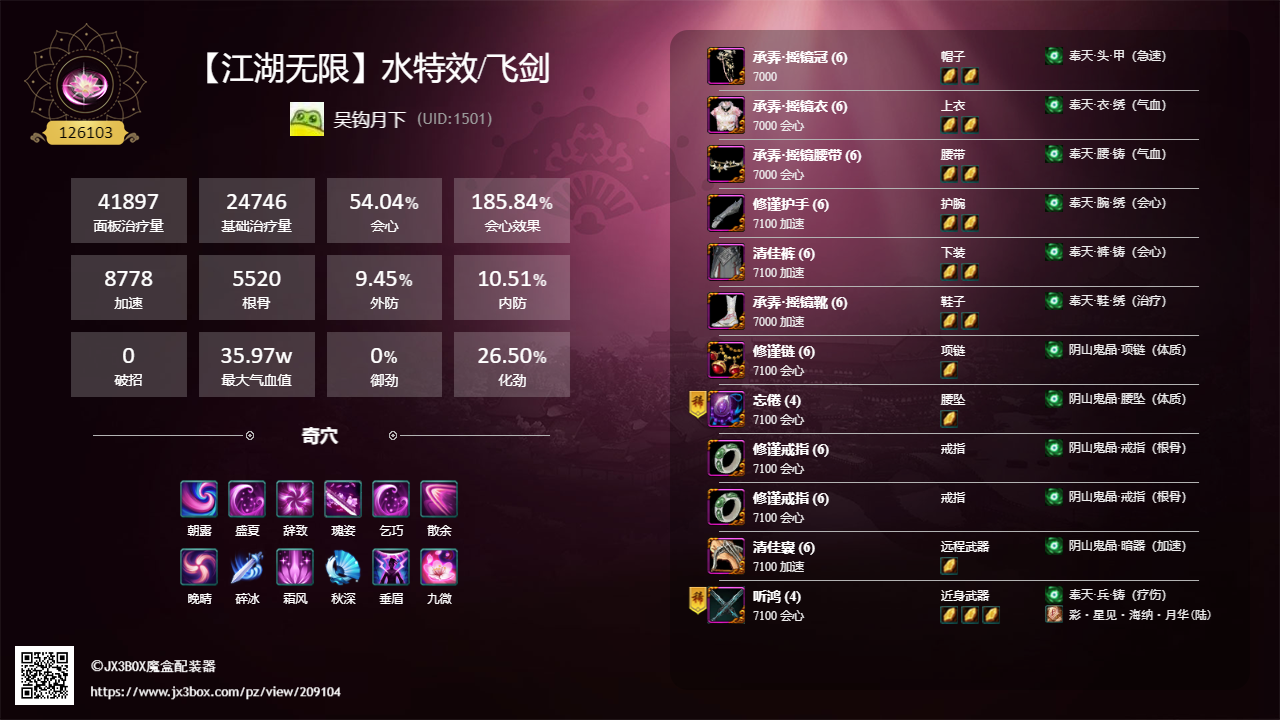 【江湖无限】水特效/飞剑
126103
吴钩月下 (UID:1501)
41897 24746 54.04% 185.84%
面板治疗量 基础治疗量 会心 会心效果
8778 5520 9.45% 10.51%
加速 根骨 外防 内防
0 35.97w 0% 26.50%
破招 最大气血值 御劲 化劲
奇穴
朝露 盛夏 辞致 瑰姿 乞巧 散余
晚晴 碎冰 霜风 秋深 垂眉 九微
©JX3BOX魔盒配装器
https://www.jx3box.com/pz/view/209104
承弄·摇镜冠 (6) 帽子 奉天·头·甲（急速）
7000
承弄·摇镜衣 (6) 上衣 奉天·衣·绣（气血）
7000 会心
承弄·摇镜腰带 (6) 腰带 奉天·腰·铸（气血）
7000 会心
修谨护手 (6) 护腕 奉天·腕·绣（会心）
7100 加速
清佳裤 (6) 下装 奉天·裤·铸（会心）
7100 加速
承弄·摇镜靴 (6) 鞋子 奉天·鞋·绣（治疗）
7000 加速
修谨链 (6) 项链 阴山鬼晶·项链（体质）
7100 会心
稀 忘倦 (4) 腰坠 阴山鬼晶·腰坠（体质）
7100 会心
修谨戒指 (6) 戒指 阴山鬼晶·戒指（根骨）
7100 会心
修谨戒指 (6) 戒指 阴山鬼晶·戒指（根骨）
7100 会心
清佳囊 (6) 远程武器 阴山鬼晶·暗器（加速）
7100 加速
稀 听鸿 (4) 近身武器 奉天·兵·铸（疗伤）
7100 会心 彩·星见·海纳·月华(陆)